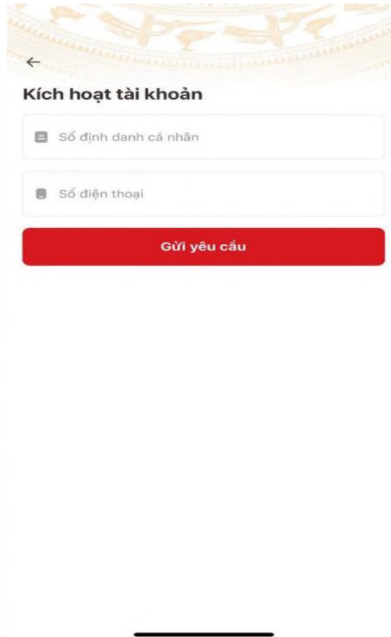 Kích hoạt tài khoản
Số định danh cá nhân
Số điện thoại
Gửi yêu cầu